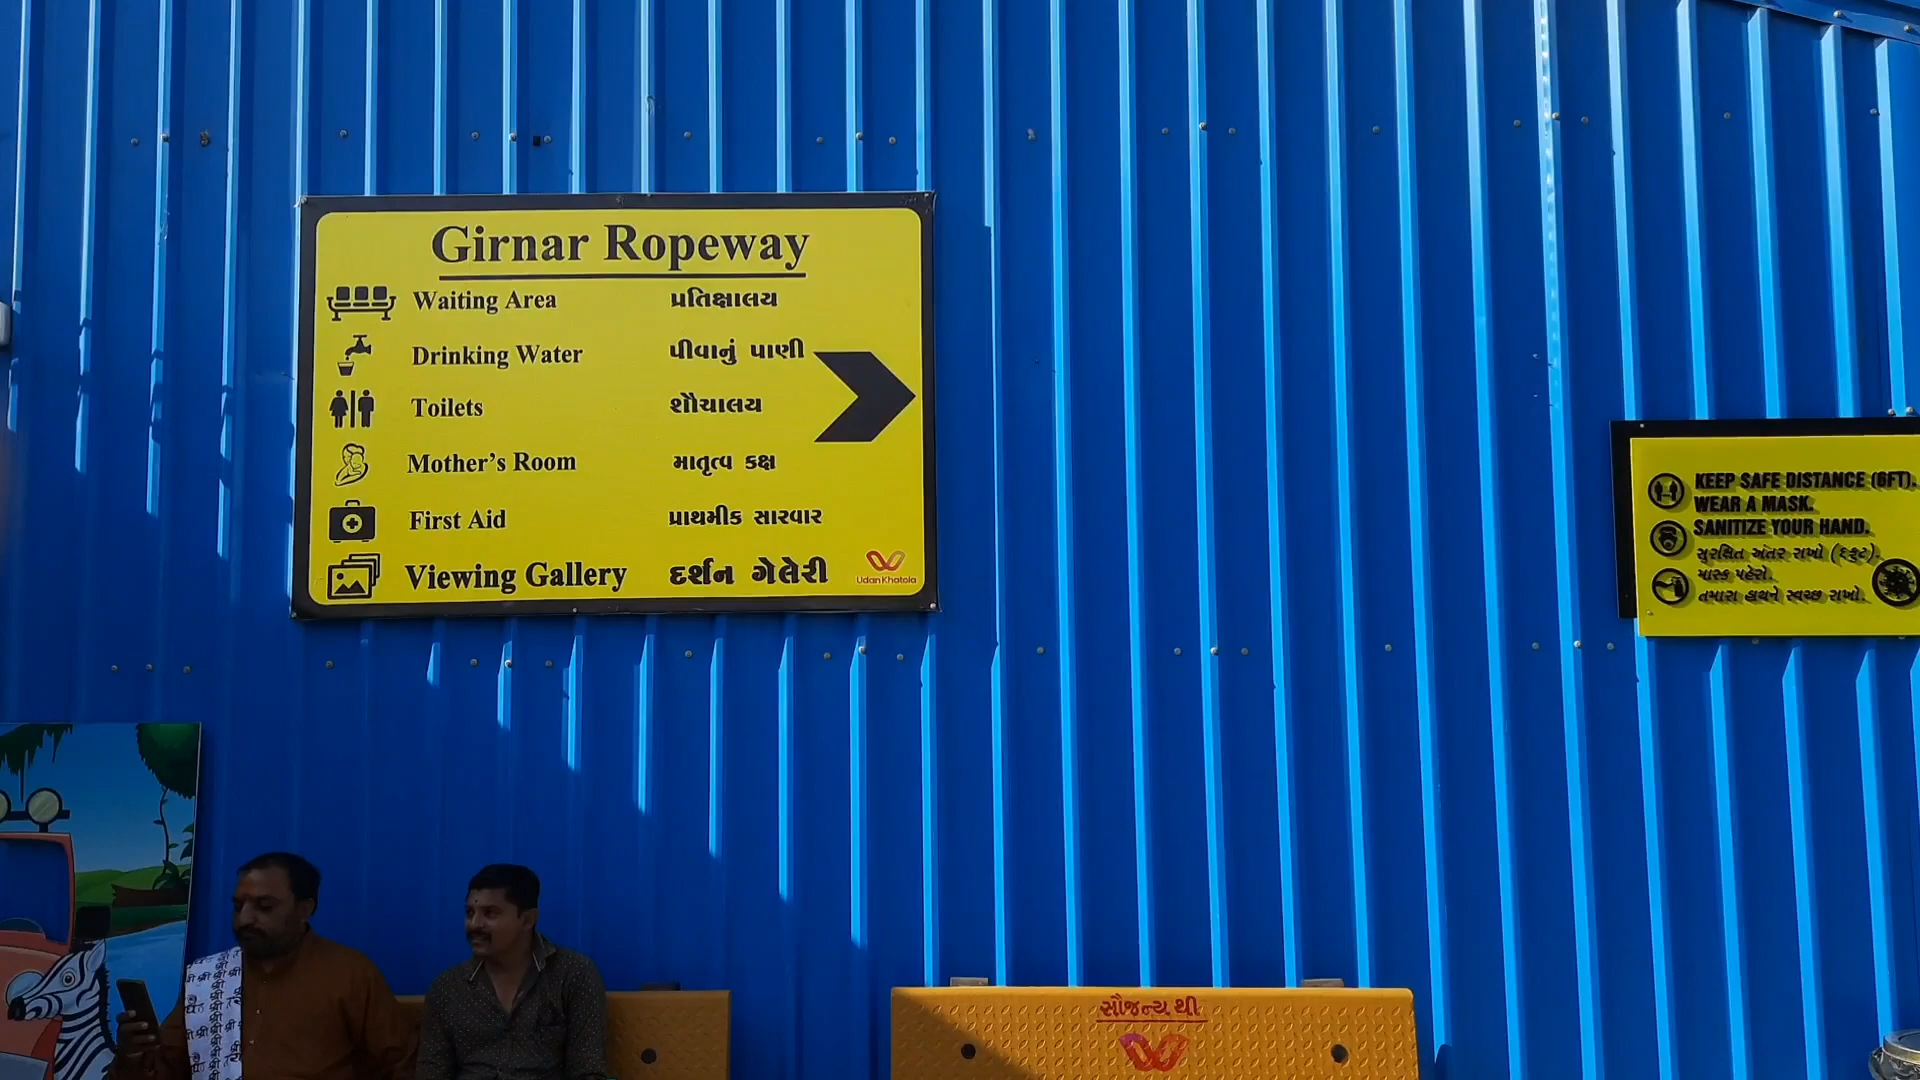 Girnar Ropeway
Waiting Area પ્રતિક્ષાલય
Drinking Water પીવાનું પાણી
Toilets શૌચાલય
Mother's Room માતૃત્વ કક્ષ
First Aid પ્રાથમીક સારવાર
Viewing Gallery દર્શન ગેલેરી
UdanKhatola
KEEP SAFE DISTANCE (6FT).
WEAR A MASK.
SANITIZE YOUR HAND.
સુરક્ષિત અંતર રાખો (૬ફુટ).
માસ્ક પહેરો.
તમારા હાથને સ્વચ્છ રાખો.
સૌજન્ય થી